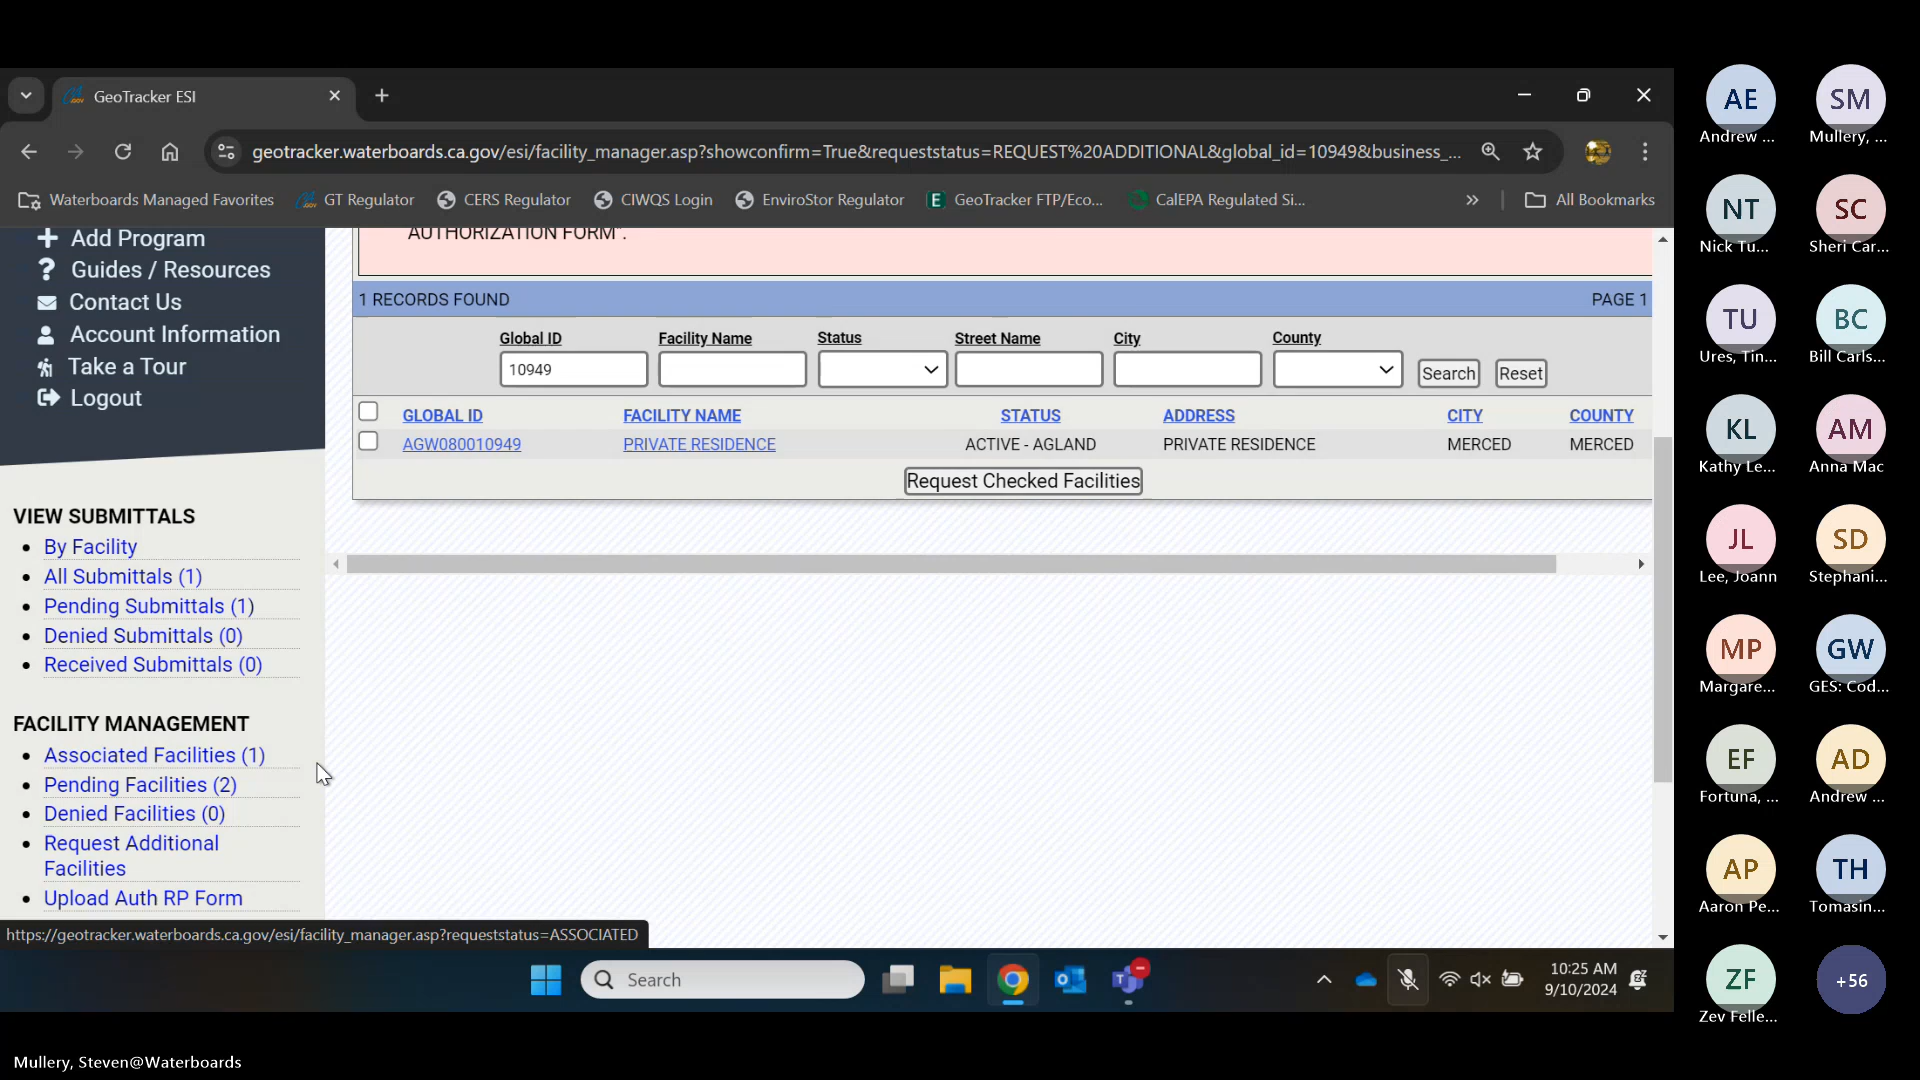 GeoTracker ESI
geotracker.waterboards.ca.gov/esi/facility_manager.asp?showconfirm=True&requeststatus=REQUEST%20ADDITIONAL&global_id=10949&business_...
Waterboards Managed Favorites
GT Regulator
CERS Regulator
CIWQS Login
EnviroStor Regulator
E
GeoTracker FTP/Eco...
CalEPA Regulated Si...
»
All Bookmarks
Add Program
Guides / Resources
Contact Us
Account Information
Take a Tour
Logout
VIEW SUBMITTALS
By Facility
All Submittals (1)
Pending Submittals (1)
Denied Submittals (0)
Received Submittals (0)
FACILITY MANAGEMENT
Associated Facilities (1)
Pending Facilities (2)
Denied Facilities (0)
Request Additional
Facilities
Upload Auth RP Form
https://geotracker.waterboards.ca.gov/esi/facility_manager.asp?requeststatus=ASSOCIATED
AUTHORIZATION FORM".
1 RECORDS FOUND PAGE 1
Global ID Facility Name Status Street Name City County
10949 Search Reset
GLOBAL ID FACILITY NAME STATUS ADDRESS CITY COUNTY
AGW080010949 PRIVATE RESIDENCE ACTIVE - AGLAND PRIVATE RESIDENCE MERCED MERCED
Request Checked Facilities
Search
10:25 AM
9/10/2024
AE SM
Andrew ... Mullery, ...
NT SC
Nick Tu... Sheri Car...
TU BC
Ures, Tin... Bill Carls...
KL AM
Kathy Le... Anna Mac
JL SD
Lee, Joann Stephani...
MP GW
Margare... GES: Cod...
EF AD
Fortuna, ... Andrew ...
AP TH
Aaron Pe... Tomasin...
ZF +56
Zev Felle...
Mullery, Steven@Waterboards